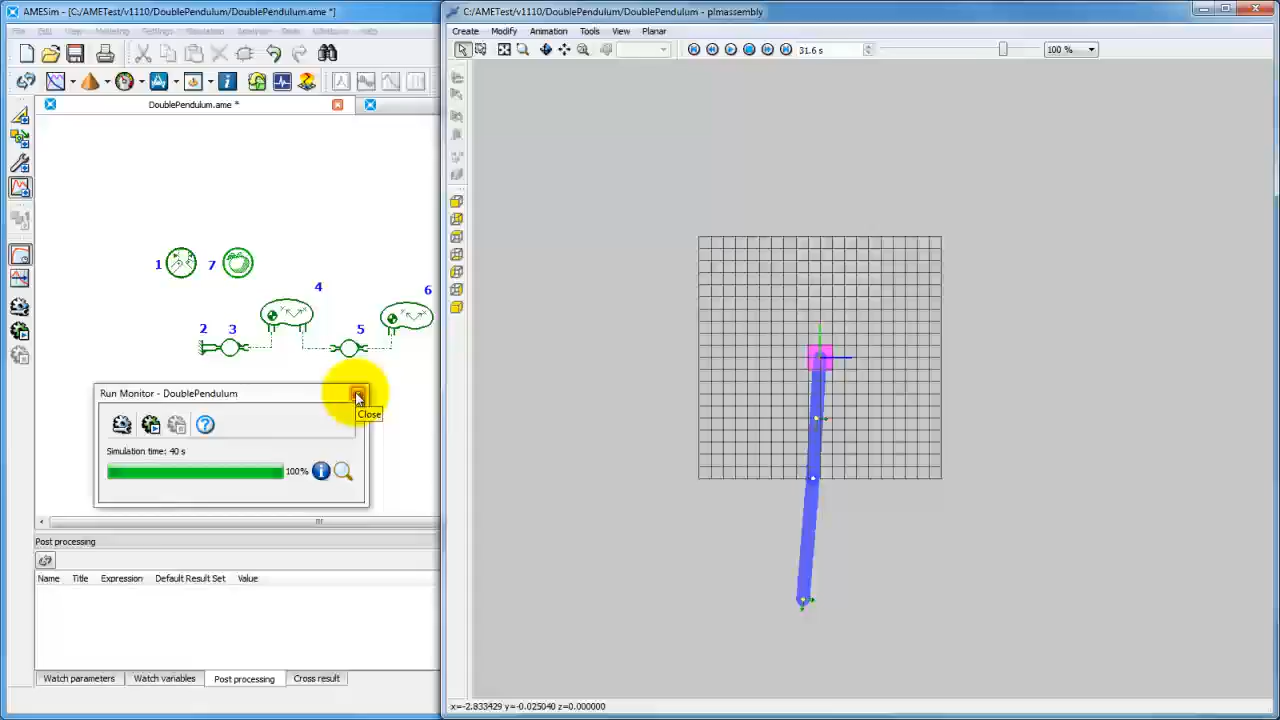 AMESim - [C:/AMETest/v1110/DoublePendulum/DoublePendulum.ame *]
DoublePendulum.ame *
1
7
4
6
2
3
5
Run Monitor - DoublePendulum
Close
Simulation time: 40 s
100%
Post processing
Name Title Expression Default Result Set Value
Watch parameters Watch variables Post processing Cross result
C:/AMETest/v1110/DoublePendulum/DoublePendulum - plmassembly
Create Modify Animation Tools View Planar
31.6 s
100 %
x=-2.833429 y=-0.025040 z=0.000000